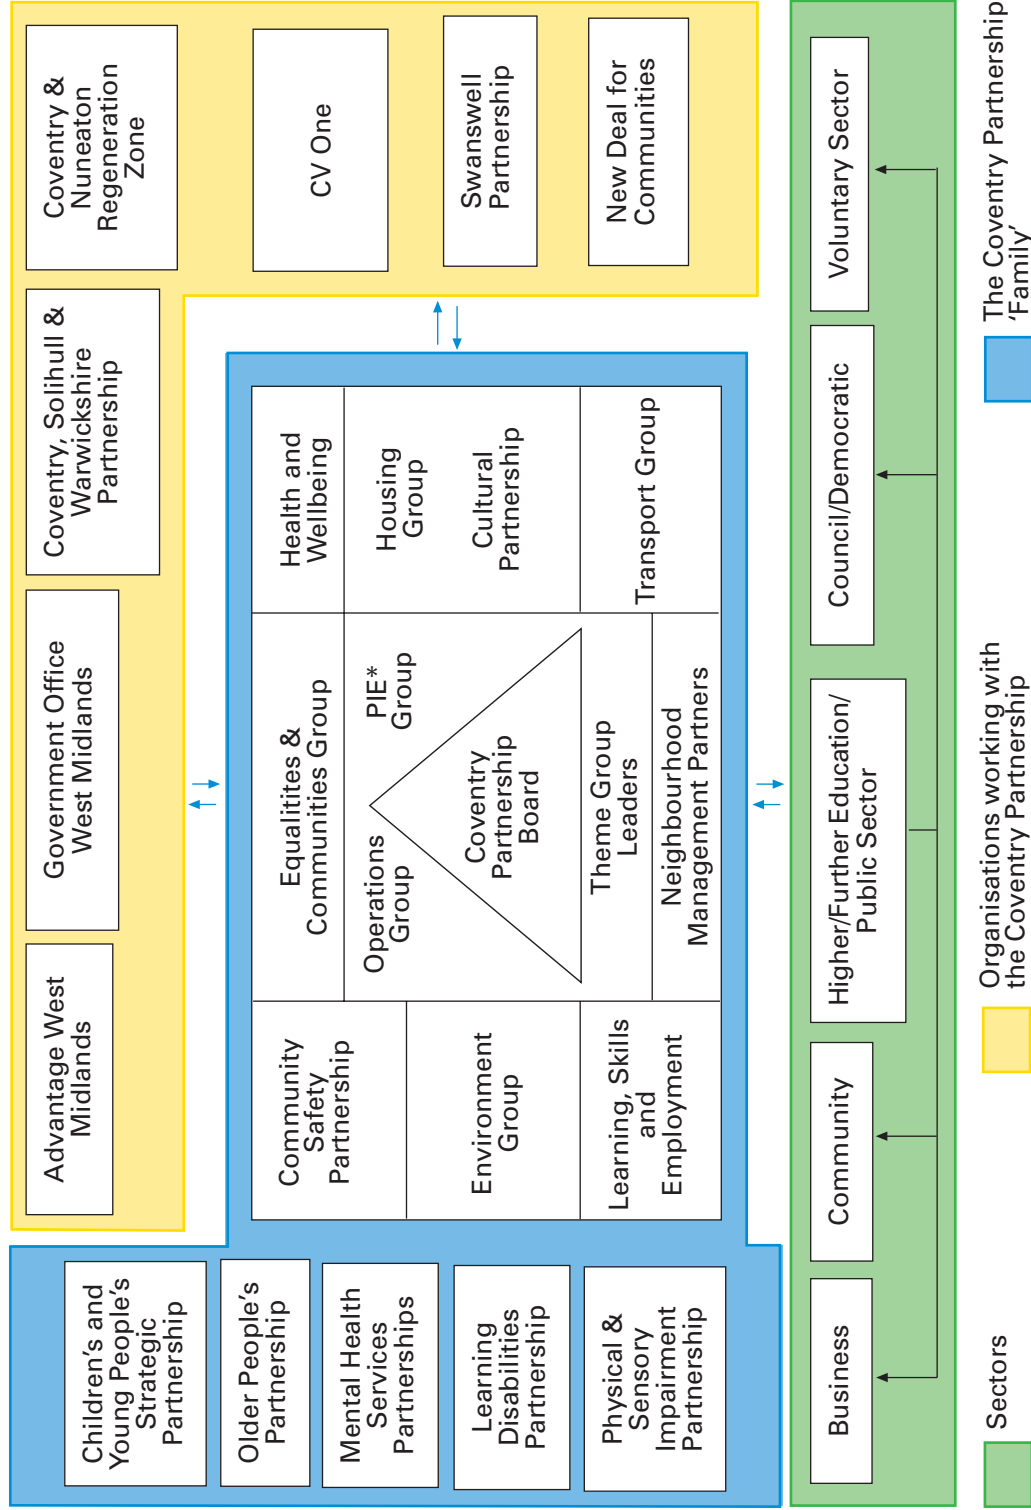 Advantage West
Midlands
Government Office
West Midlands
Coventry, Solihull &
Warwickshire
Partnership
Coventry &
Nuneaton
Regeneration
Zone
CV One
Swanswell
Partnership
New Deal for
Communities
Children's and
Young People's
Strategic
Partnership
Older People's
Partnership
Mental Health
Services
Partnerships
Learning
Disabilities
Partnership
Physical &
Sensory
Impairment
Partnership
Community
Safety
Partnership
Environment
Group
Learning, Skills
and
Employment
Equalitites &
Communities Group
Operations
Group
PIE*
Group
Coventry
Partnership
Board
Theme Group
Leaders
Neighbourhood
Management Partners
Health and
Wellbeing
Housing
Group
Cultural
Partnership
Transport Group
Business
Community
Higher/Further Education/
Public Sector
Council/Democratic
Voluntary Sector
Sectors
Organisations working with
the Coventry Partnership
The Coventry Partnership
'Family'